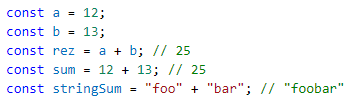 const a = 12;
const b = 13;
const rez = a + b; // 25
const sum = 12 + 13; // 25
const stringSum = "foo" + "bar"; // "foobar"